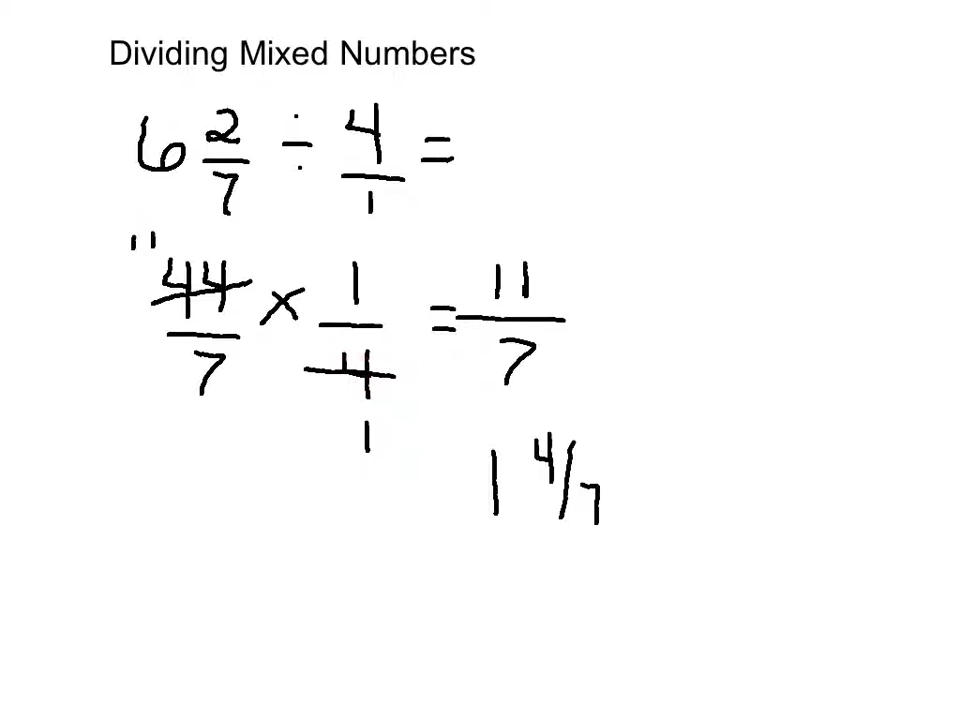 Dividing Mixed Numbers
6 2/7 ÷ 4/1 =
11
44/7 × 1/4 = 11/7
1
1 4/7